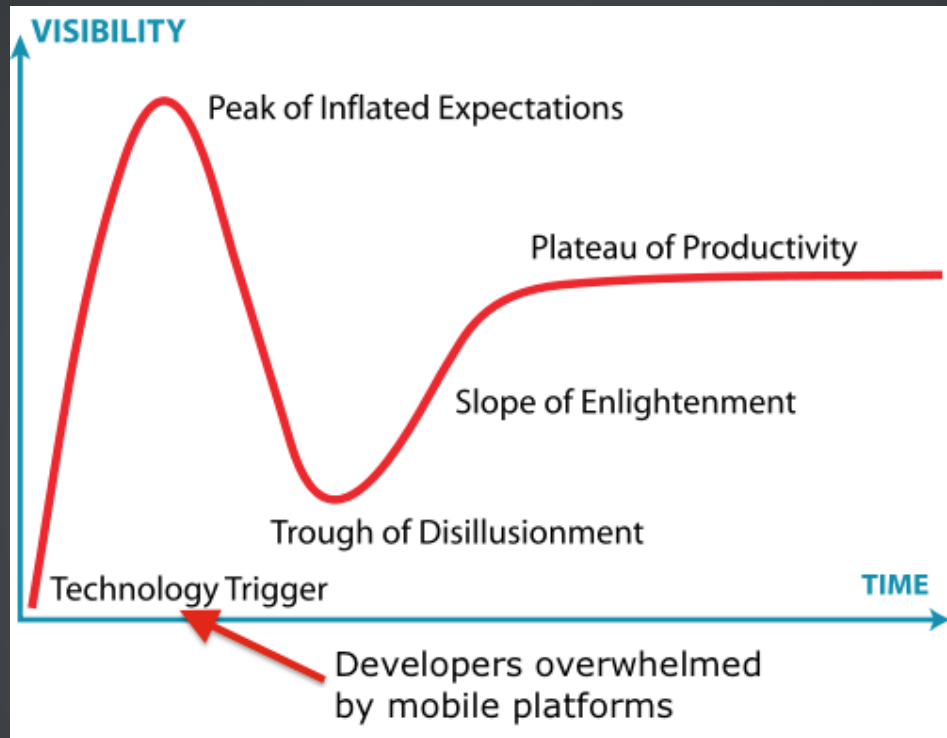 VISIBILITY
Peak of Inflated Expectations
Plateau of Productivity
Slope of Enlightenment
Trough of Disillusionment
Technology Trigger
TIME
Developers overwhelmed
by mobile platforms